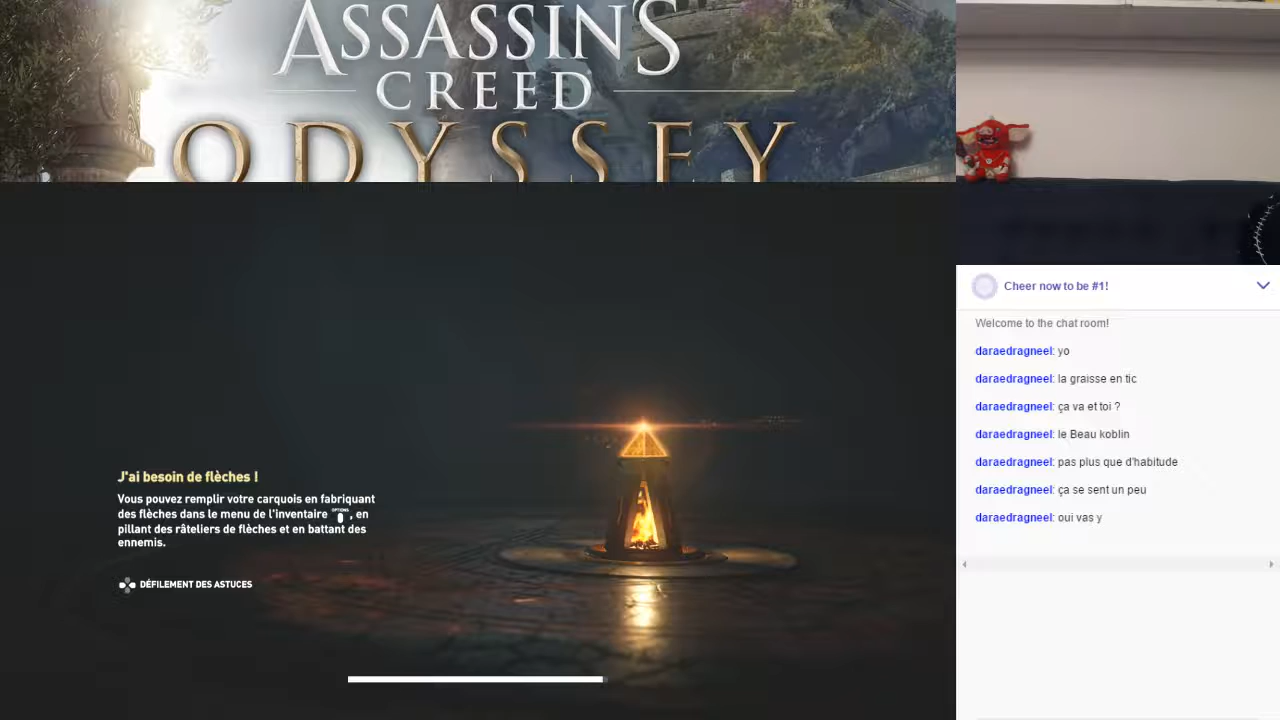 ASSASSIN'S
CREED
ODYSSEY
Cheer now to be #1!
Welcome to the chat room!
daraedragneel: yo
daraedragneel: la graisse en tic
daraedragneel: ça va et toi ?
daraedragneel: le Beau koblin
daraedragneel: pas plus que d'habitude
daraedragneel: ça se sent un peu
daraedragneel: oui vas y
J'ai besoin de flèches !
Vous pouvez remplir votre carquois en fabriquant
des flèches dans le menu de l'inventaire OPTIONS, en
pillant des râteliers de flèches et en battant des
ennemis.
DÉFILEMENT DES ASTUCES